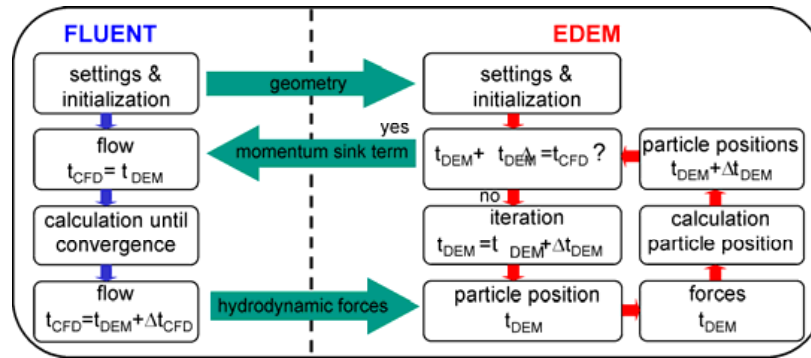 FLUENT
EDEM
settings &
initialization
geometry
settings &
initialization
yes
flow
t_CFD= t_DEM
momentum sink term
t_DEM+ t_DEMΔ=t_CFD?
particle positions
t_DEM+Δt_DEM
no
calculation until
convergence
iteration
t_DEM=t_DEM+Δt_DEM
calculation
particle position
flow
t_CFD=t_DEM+Δt_CFD
hydrodynamic forces
particle position
t_DEM
forces
t_DEM